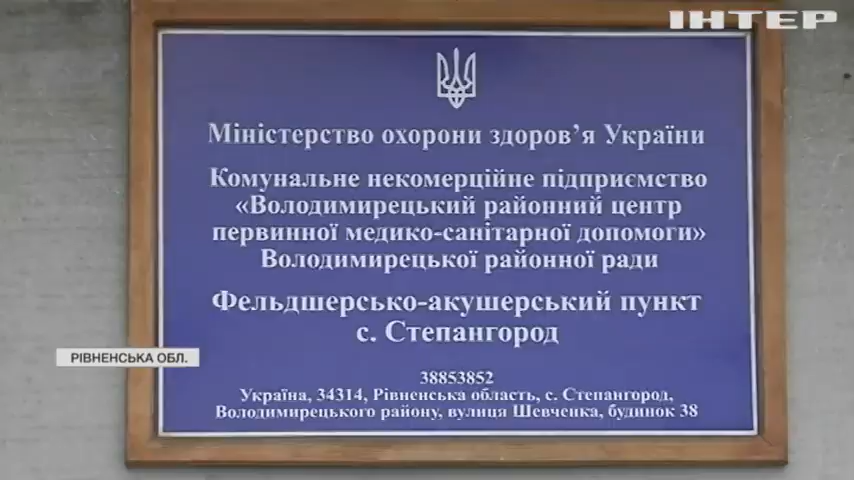 ІНТЕР
Міністерство охорони здоров’я України
Комунальне некомерційне підприємство
«Володимирецький районний центр
первинної медико-санітарної допомоги»
Володимирецької районної ради
Фельдшерсько-акушерський пункт
с. Степангород
РІВНЕНСЬКА ОБЛ.
38853852
Україна, 34314, Рівненська область, с. Степангород,
Володимирецького району, вулиця Шевченка, будинок 38